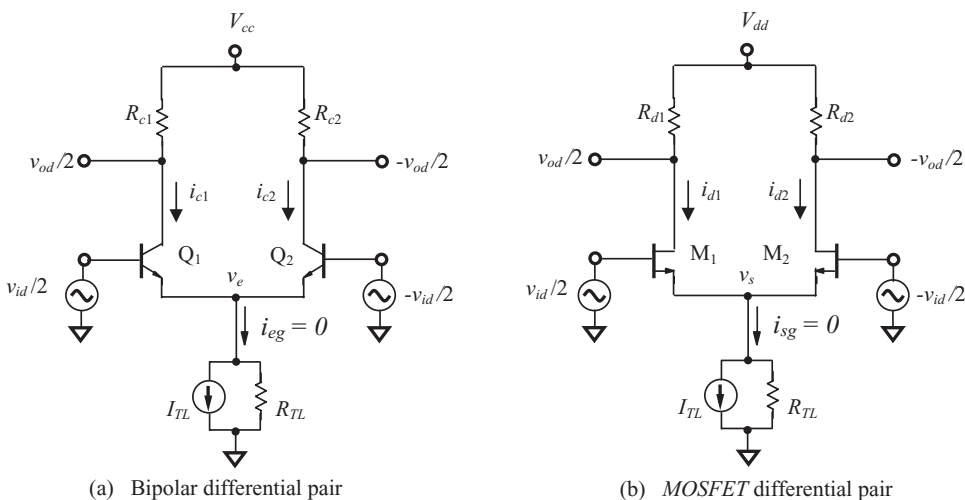 V_cc
R_c1
R_c2
v_od/2
-v_od/2
i_c1
i_c2
Q_1
Q_2
v_id/2
-v_id/2
v_e
i_eg = 0
I_TL
R_TL
(a) Bipolar differential pair
V_dd
R_d1
R_d2
v_od/2
-v_od/2
i_d1
i_d2
M_1
M_2
v_id/2
-v_id/2
v_s
i_sg = 0
I_TL
R_TL
(b) MOSFET differential pair